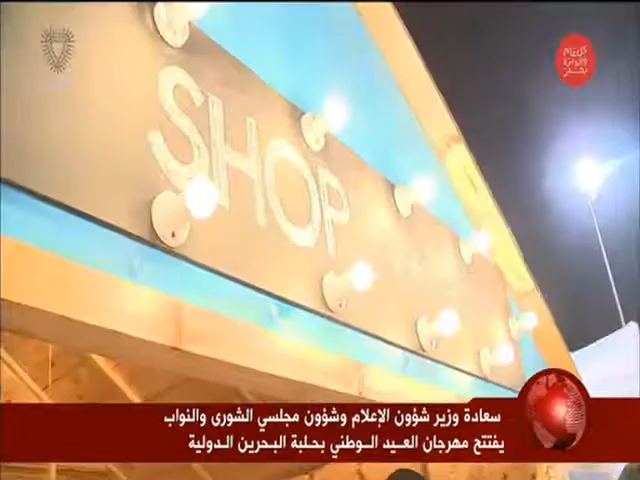 SHOP
سعادة وزير شؤون الإعلام وشؤون مجلسي الشورى والنواب
يفتتح مهرجان العيد الوطني بحلبة البحرين الدولية